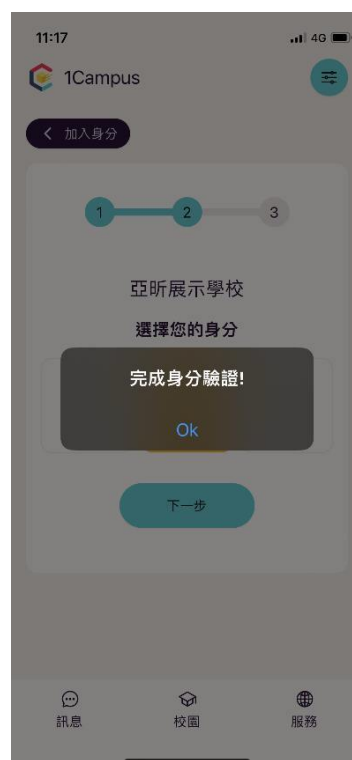 11:17
4G
1Campus
加入身分
1
2
3
亞昕展示學校
選擇您的身分
完成身分驗證!
Ok
下一步
訊息
校園
服務